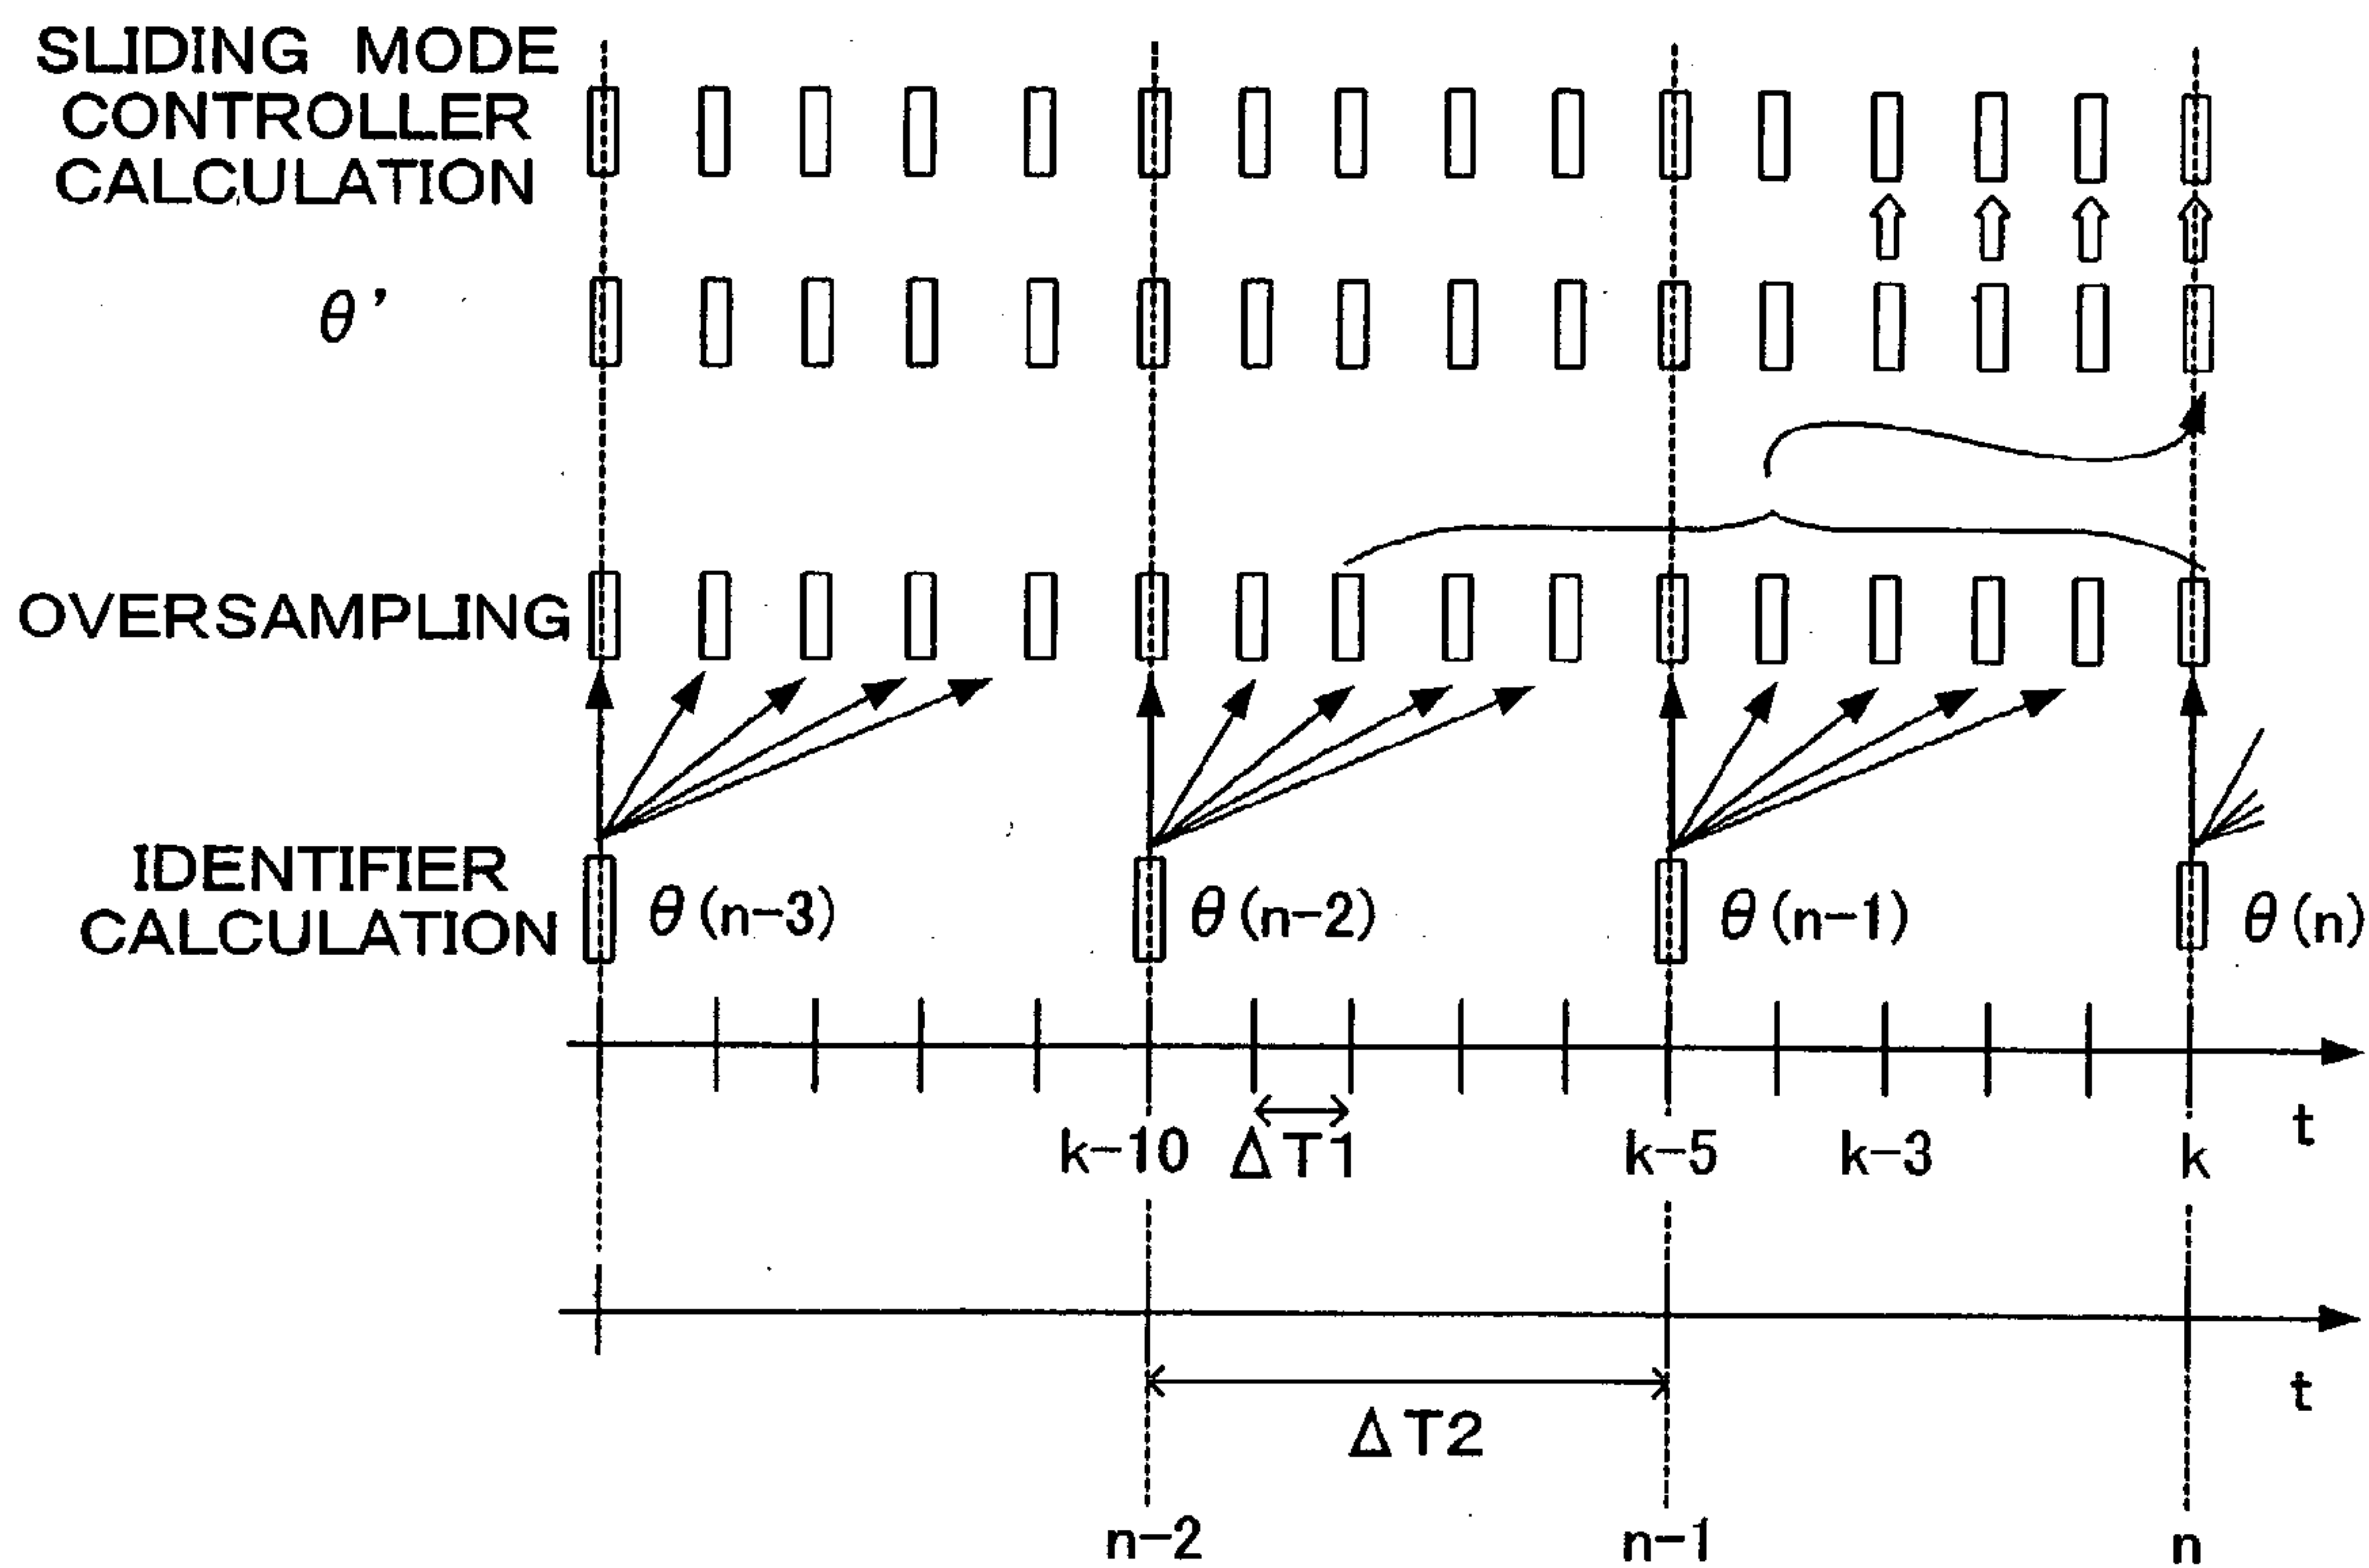 SLIDING MODE
CONTROLLER
CALCULATION
θ'
OVERSAMPLING
IDENTIFIER
CALCULATION
θ(n-3)
θ(n-2)
θ(n-1)
θ(n)
k-10
ΔT1
k-5
k-3
k
t
ΔT2
t
n-2
n-1
n